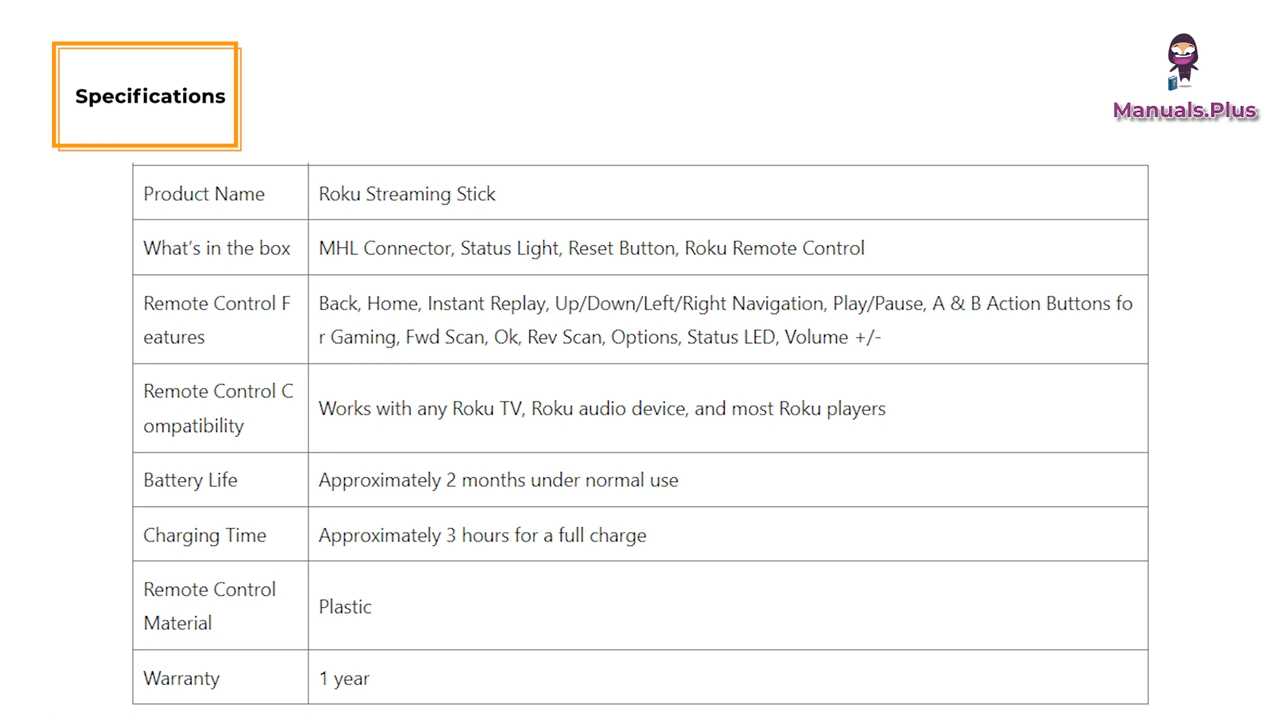 Specifications
Manuals.Plus
Product Name
Roku Streaming Stick
What's in the box
MHL Connector, Status Light, Reset Button, Roku Remote Control
Remote Control F
eatures
Back, Home, Instant Replay, Up/Down/Left/Right Navigation, Play/Pause, A & B Action Buttons fo
r Gaming, Fwd Scan, Ok, Rev Scan, Options, Status LED, Volume +/-
Remote Control C
ompatibility
Works with any Roku TV, Roku audio device, and most Roku players
Battery Life
Approximately 2 months under normal use
Charging Time
Approximately 3 hours for a full charge
Remote Control
Material
Plastic
Warranty
1 year